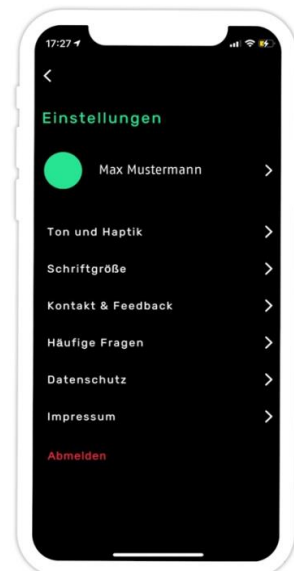 17:27
Einstellungen
Max Mustermann
Ton und Haptik
Schriftgröße
Kontakt & Feedback
Häufige Fragen
Datenschutz
Impressum
Abmelden